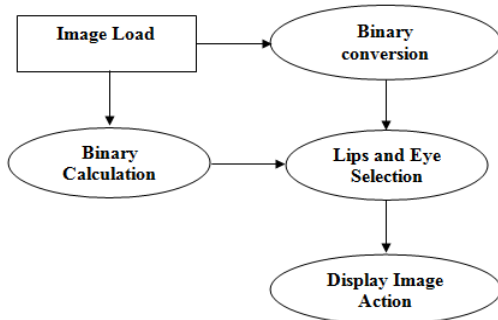 Image Load
Binary
conversion
Binary
Calculation
Lips and Eye
Selection
Display Image
Action